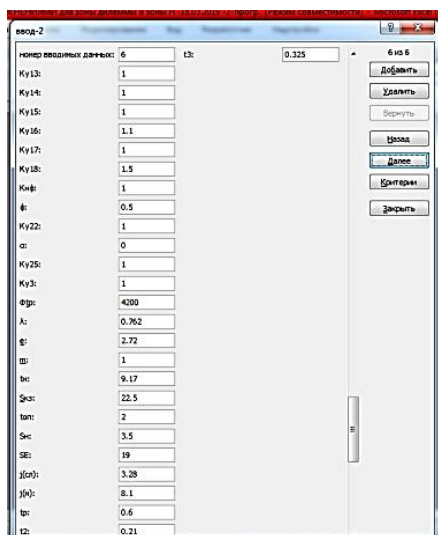 ввод-2
номер вводимых данных: 6 t3: 0.325 6 из 6
Ку13: 1 Добавить
Ку14: 1 Удалить
Ку15: 1 Вернуть
Ку16: 1.1 Назад
Ку17: 1 Далее
Ку18: 1.5 Критерии
Кнф: 1
ф: 0.5 Закрыть
Ку22: 1
α: 0
Ку25: 1
Ку3: 1
4200
λ: 0.762
e: 2.72
m: 1
tн: 9.17
Sкз: 22.5
tоп: 2
Sн: 3.5
SE: 19
j(сл): 3.28
j(н): 8.1
tр: 0.6
t2: 0.21